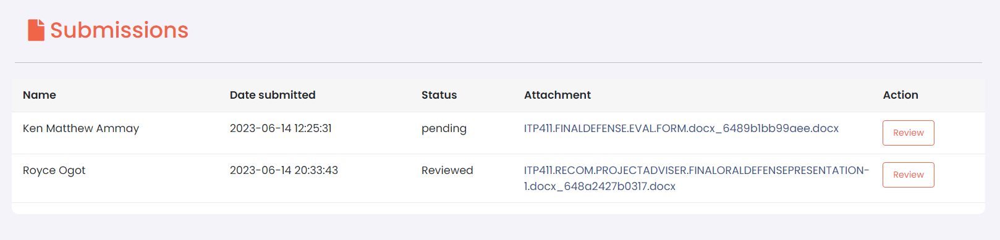 Submissions
Name Date submitted Status Attachment Action
Ken Matthew Ammay 2023-06-14 12:25:31 pending ITP411.FINALDEFENSE.EVAL.FORM.docx_6489b1bb99aee.docx Review
Royce Ogot 2023-06-14 20:33:43 Reviewed ITP411.RECOM.PROJECTADVISER.FINALORALDEFENSEPRESENTATION- Review
1.docx_648a2427b0317.docx